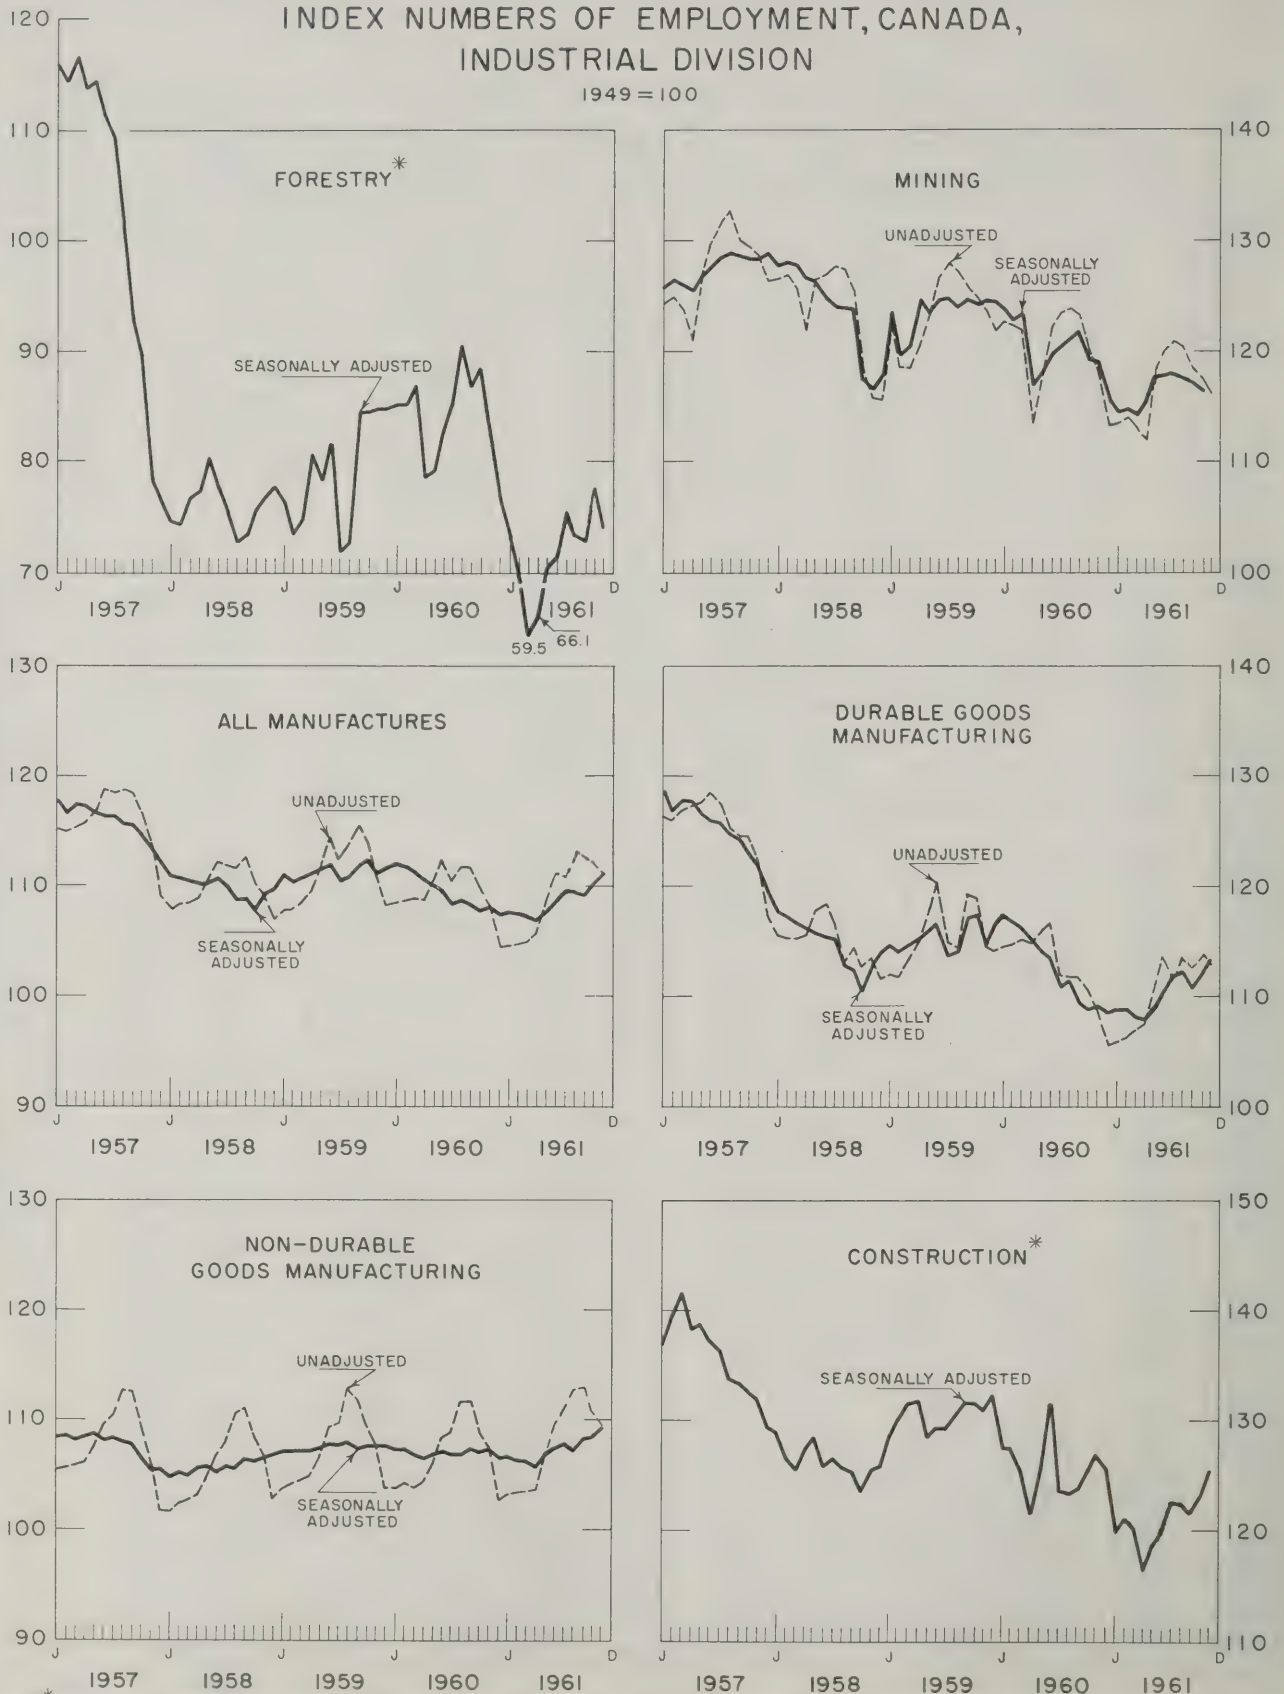 INDEX NUMBERS OF EMPLOYMENT, CANADA,
INDUSTRIAL DIVISION
1949 = 100
120
110
100
90
80
70
FORESTRY*
SEASONALLY ADJUSTED
59.5 66.1
J J J J J D
1957 1958 1959 1960 1961
MINING
UNADJUSTED
SEASONALLY
ADJUSTED
140
130
120
110
100
J J J J J D
1957 1958 1959 1960 1961
130
120
110
100
90
ALL MANUFACTURES
UNADJUSTED
SEASONALLY
ADJUSTED
J J J J J D
1957 1958 1959 1960 1961
DURABLE GOODS
MANUFACTURING
UNADJUSTED
SEASONALLY
ADJUSTED
140
130
120
110
100
J J J J J D
1957 1958 1959 1960 1961
130
120
110
100
90
NON-DURABLE
GOODS MANUFACTURING
UNADJUSTED
SEASONALLY
ADJUSTED
J J J J J D
1957 1958 1959 1960 1961
*
CONSTRUCTION*
SEASONALLY ADJUSTED
150
140
130
120
110
J J J J J D
1957 1958 1959 1960 1961